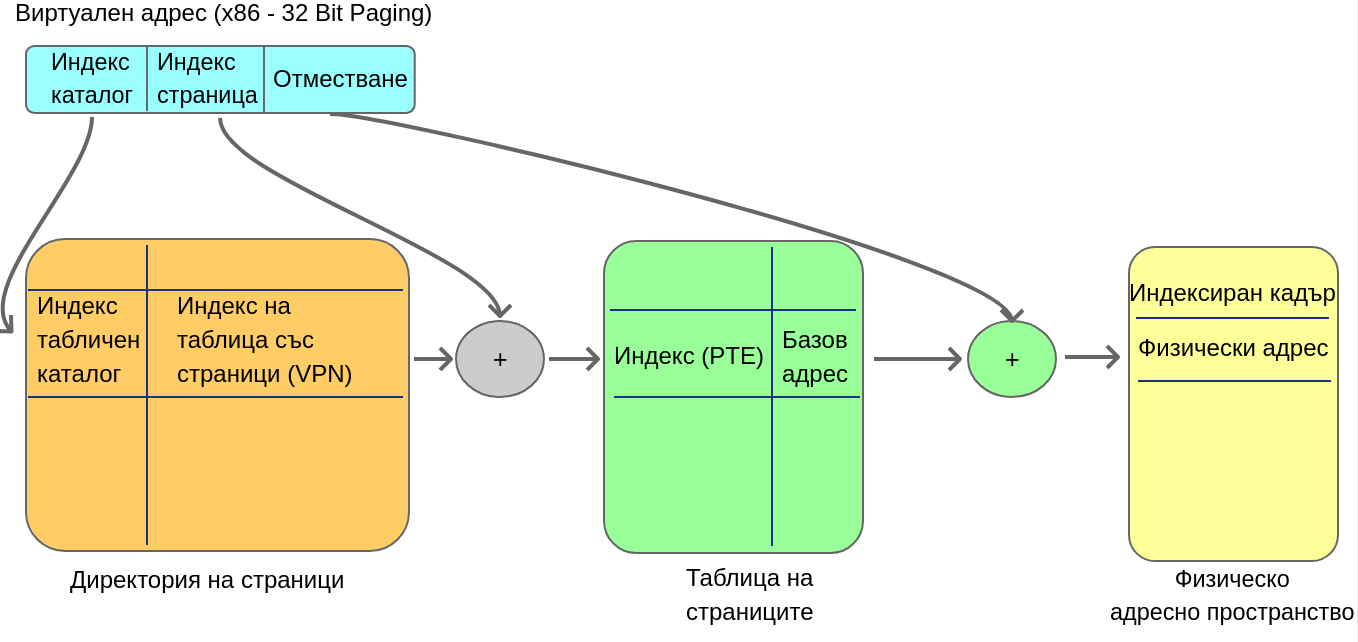 Виртуален адрес (x86 - 32 Bit Paging)
Индекс
каталог
Индекс
страница
Отместване
Индекс
табличен
каталог
Индекс на
таблица със
страници (VPN)
+
Индекс (PTE)
Базов
адрес
+
Индексиран кадър
Физически адрес
Директория на страници
Таблица на
страниците
Физическо
адресно пространство